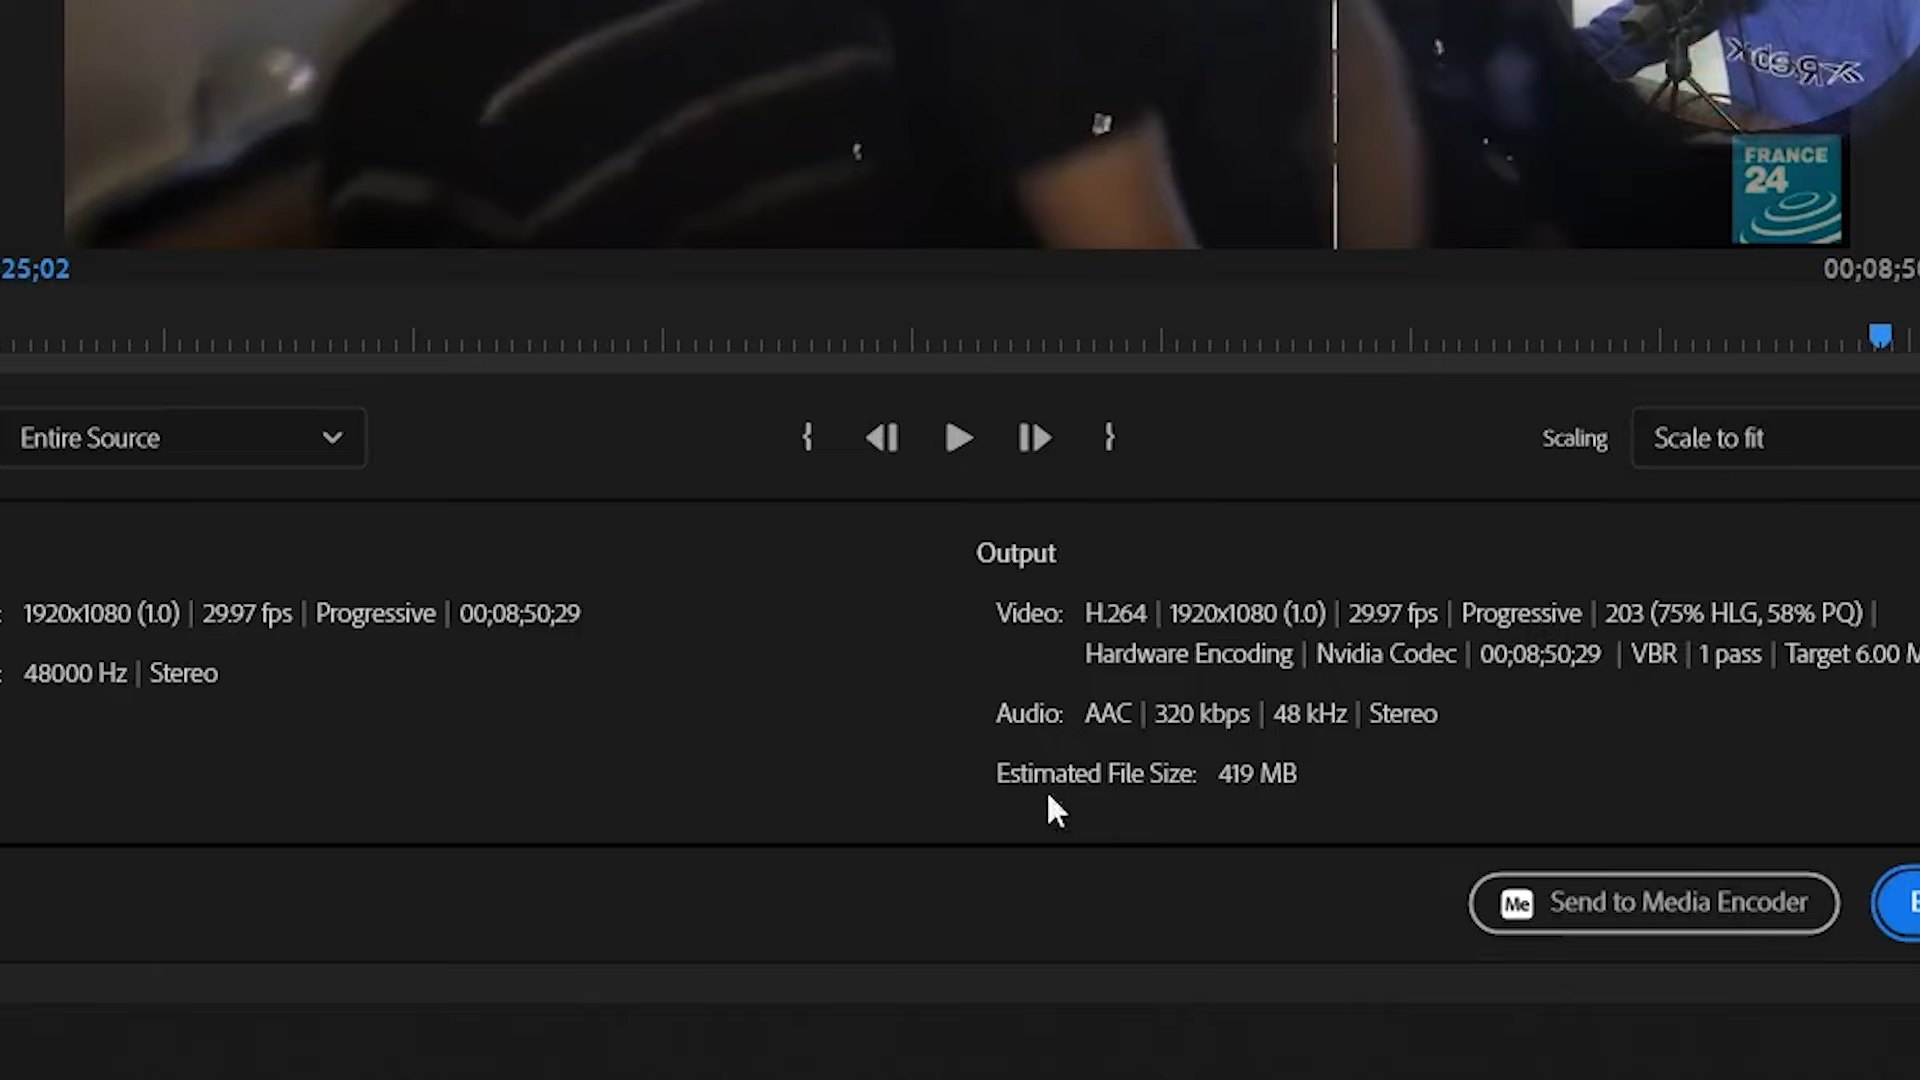 FRANCE
24
25;02
00;08;5
Entire Source
Scaling
Scale to fit
Output
: 1920x1080 (1.0) | 29.97 fps | Progressive | 00;08;50;29
Video: H.264 | 1920x1080 (1.0) | 29.97 fps | Progressive | 203 (75% HLG, 58% PQ) |
Hardware Encoding | Nvidia Codec | 00;08;50;29 | VBR | 1 pass | Target 6.00 M
: 48000 Hz | Stereo
Audio: AAC | 320 kbps | 48 kHz | Stereo
Estimated File Size: 419 MB
Me Send to Media Encoder